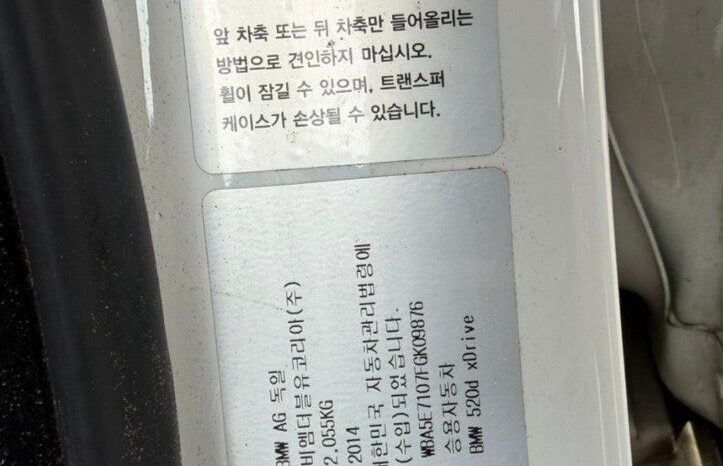 앞 차축 또는 뒤 차축만 들어올리는
방법으로 견인하지 마십시오.
휠이 잠길 수 있으며, 트랜스퍼
케이스가 손상될 수 있습니다.
BMW AG 독일
비엠더블유코리아(주)
2.055KG
2014
대한민국 자동차관리법령에
(수입)되었습니다.
WBA5E7107FGK09876
승용자동차
BMW 520d xDrive